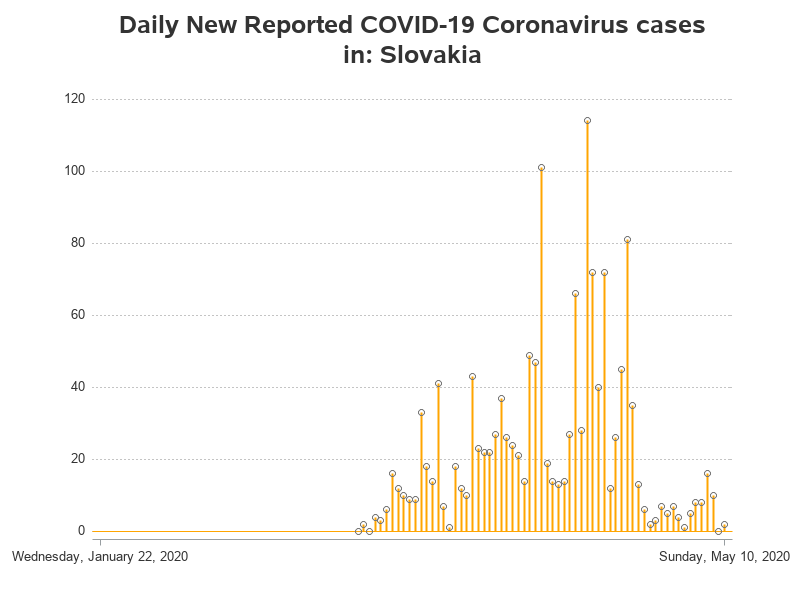 Daily New Reported COVID-19 Coronavirus cases
in: Slovakia
120
100
80
60
40
20
0
Wednesday, January 22, 2020
Sunday, May 10, 2020